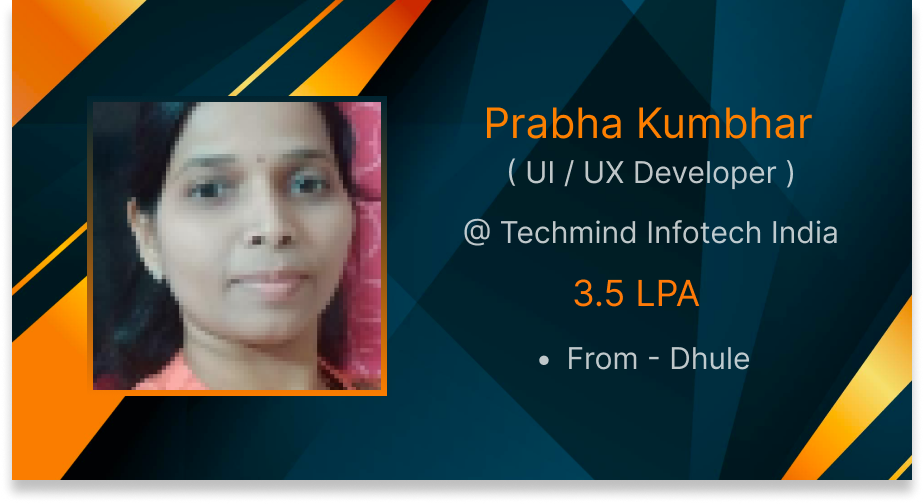 Prabha Kumbhar
( UI / UX Developer )
@ Techmind Infotech India
3.5 LPA
• From - Dhule